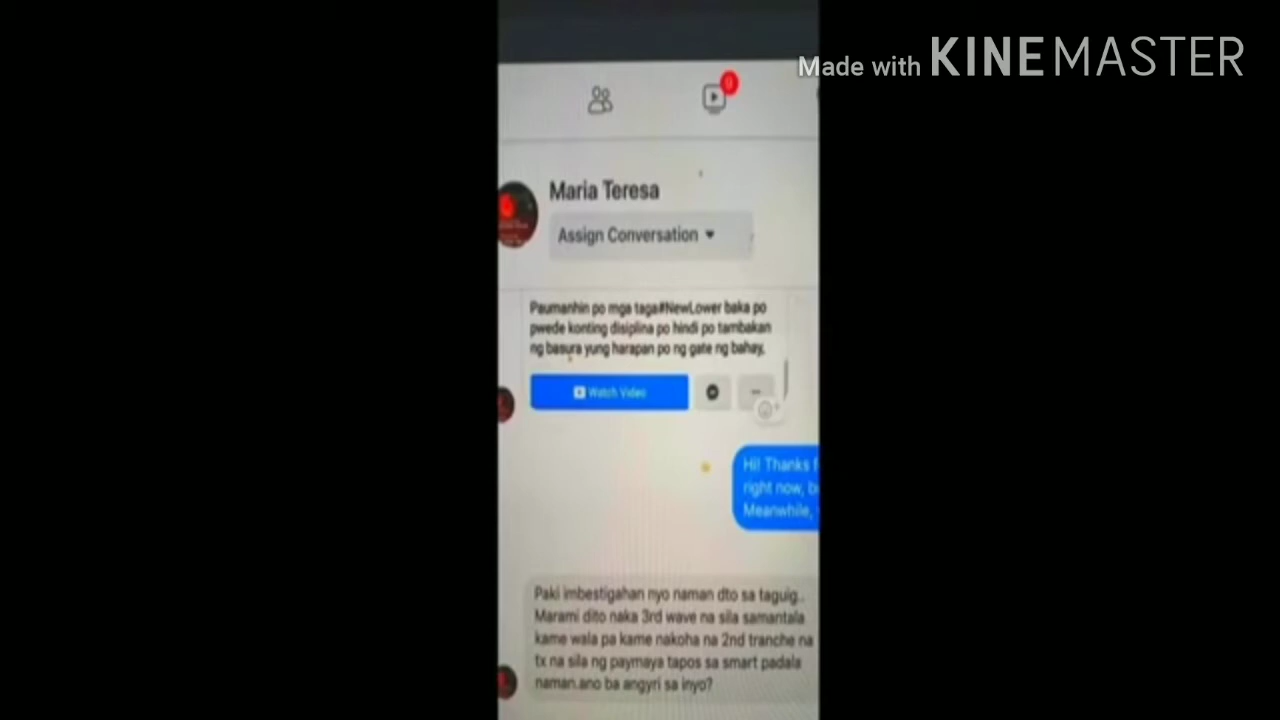 Made with KINEMASTER
Maria Teresa
Assign Conversation
Paumanhin po mga taga#NewLower baka po
pwede konting disiplina po hindi po tambakan
ng basura yung harapan po ng gate ng bahay,
Watch Video
Hi! Thanks f
right now, b
Meanwhile,
Paki imbestigahan nyo naman dto sa taguig..
Marami dito naka 3rd wave na sila samantala
kame wala pa kame nakoha na 2nd tranche na
tx na sila ng paymaya tapos sa smart padala
naman.ano ba angyri sa inyo?